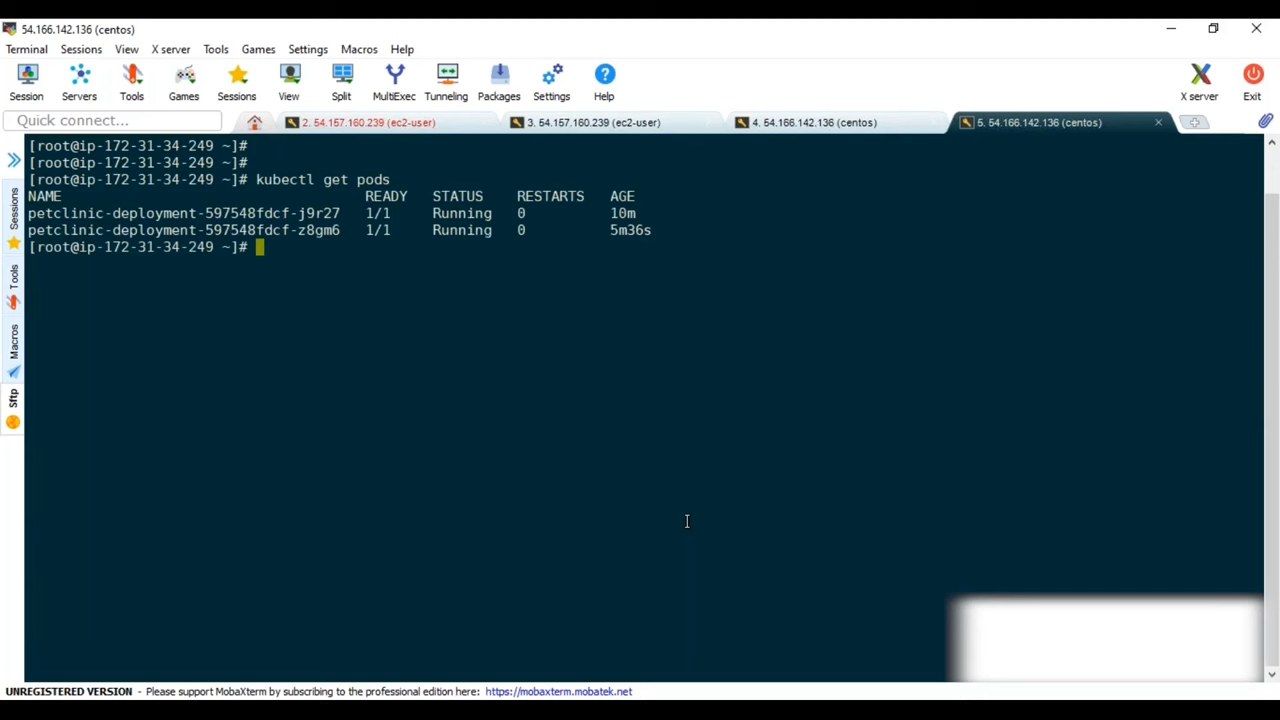 54.166.142.136 (centos)
Terminal Sessions View X server Tools Games Settings Macros Help
Session Servers Tools Games Sessions View Split MultiExec Tunneling Packages Settings Help X server Exit
Quick connect... 2. 54.157.160.239 (ec2-user) 3. 54.157.160.239 (ec2-user) 4. 54.166.142.136 (centos) 5. 54.166.142.136 (centos)
[root@ip-172-31-34-249 ~]#
[root@ip-172-31-34-249 ~]#
[root@ip-172-31-34-249 ~]# kubectl get pods
NAME READY STATUS RESTARTS AGE
petclinic-deployment-597548fdcf-j9r27 1/1 Running 0 10m
petclinic-deployment-597548fdcf-z8gm6 1/1 Running 0 5m36s
[root@ip-172-31-34-249 ~]#
Sessions
Tools
Macros
Sftp
UNREGISTERED VERSION - Please support MobaXterm by subscribing to the professional edition here: https://mobaxterm.mobatek.net